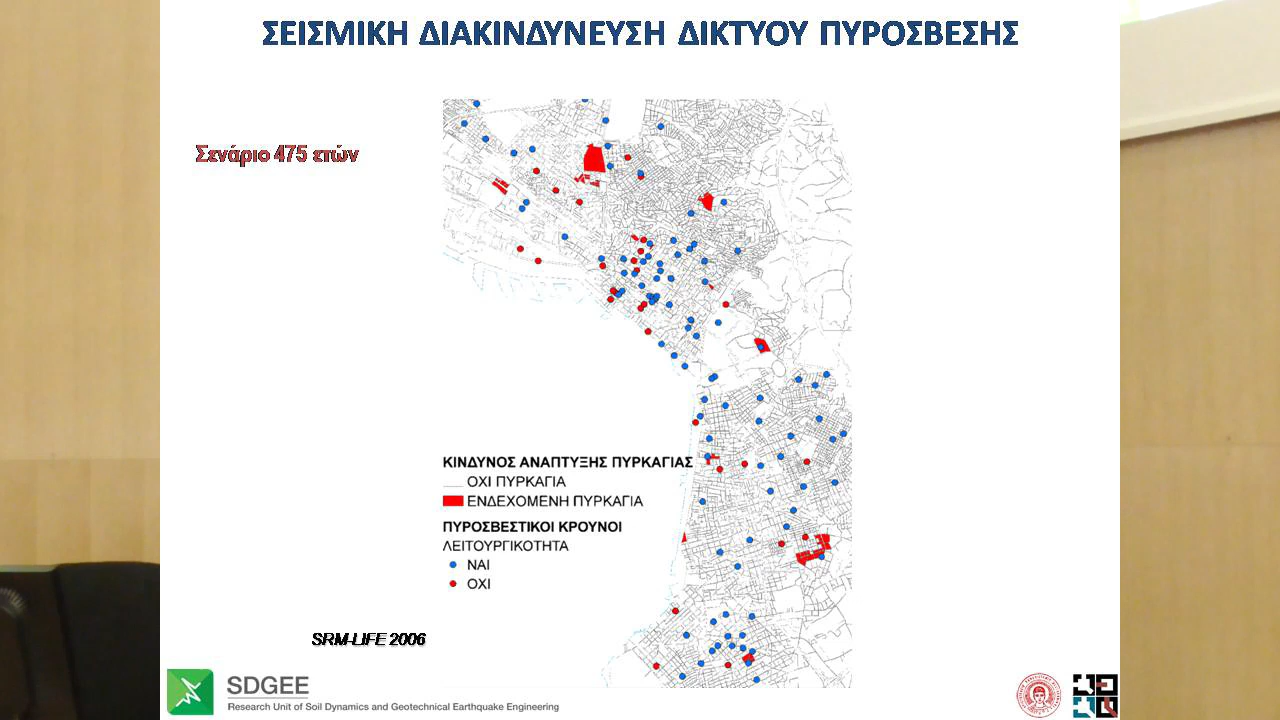 ΣΕΙΣΜΙΚΗ ΔΙΑΚΙΝΔΥΝΕΥΣΗ ΔΙΚΤΥΟΥ ΠΥΡΟΣΒΕΣΗΣ
Σενάριο 475 ετών
ΚΙΝΔΥΝΟΣ ΑΝΑΠΤΥΞΗΣ ΠΥΡΚΑΓΙΑΣ
ΟΧΙ ΠΥΡΚΑΓΙΑ
ΕΝΔΕΧΟΜΕΝΗ ΠΥΡΚΑΓΙΑ
ΠΥΡΟΣΒΕΣΤΙΚΟΙ ΚΡΟΥΝΟΙ
ΛΕΙΤΟΥΡΓΙΚΟΤΗΤΑ
ΝΑΙ
ΟΧΙ
SRM-LIFE 2006
SDGEE
Research Unit of Soil Dynamics and Geotechnical Earthquake Engineering